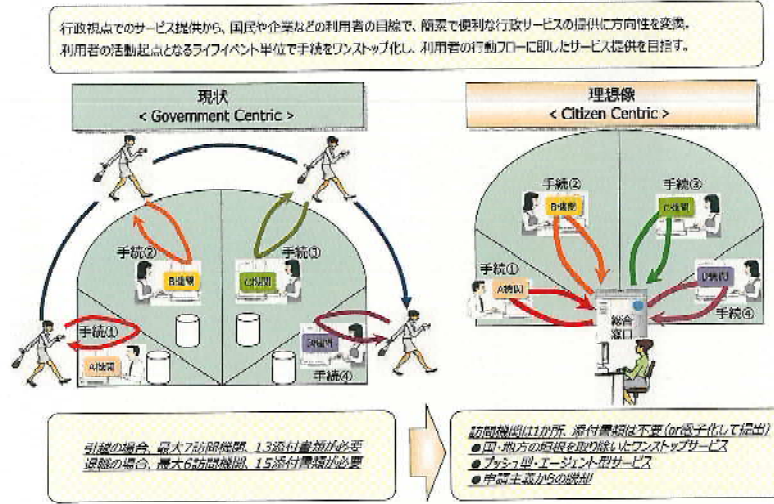 行政視点でのサービス提供から、国民や企業などの利用者の目線で、簡素で便利な行政サービスの提供に方向性を変換。
利用者の活動起点となるライフイベント単位で手続をワンストップ化し、利用者の行動フローに即したサービス提供を目指す。
現状
< Government Centric >
理想像
< Citizen Centric >
手続②
B機関
手続③
C機関
手続①
A機関
手続④
手続②
B機関
手続③
C機関
手続①
A機関
D機関
手続④
総合
窓口
引越の場合、最大7訪問機関、13添付書類が必要
退職の場合、最大6訪問機関、15添付書類が必要
訪問機関は1か所、添付書類は不要(or電子化して提出)
●国・地方の垣根を取り除いたワンストップサービス
●プッシュ型・エージェント型サービス
●申請主義からの脱却